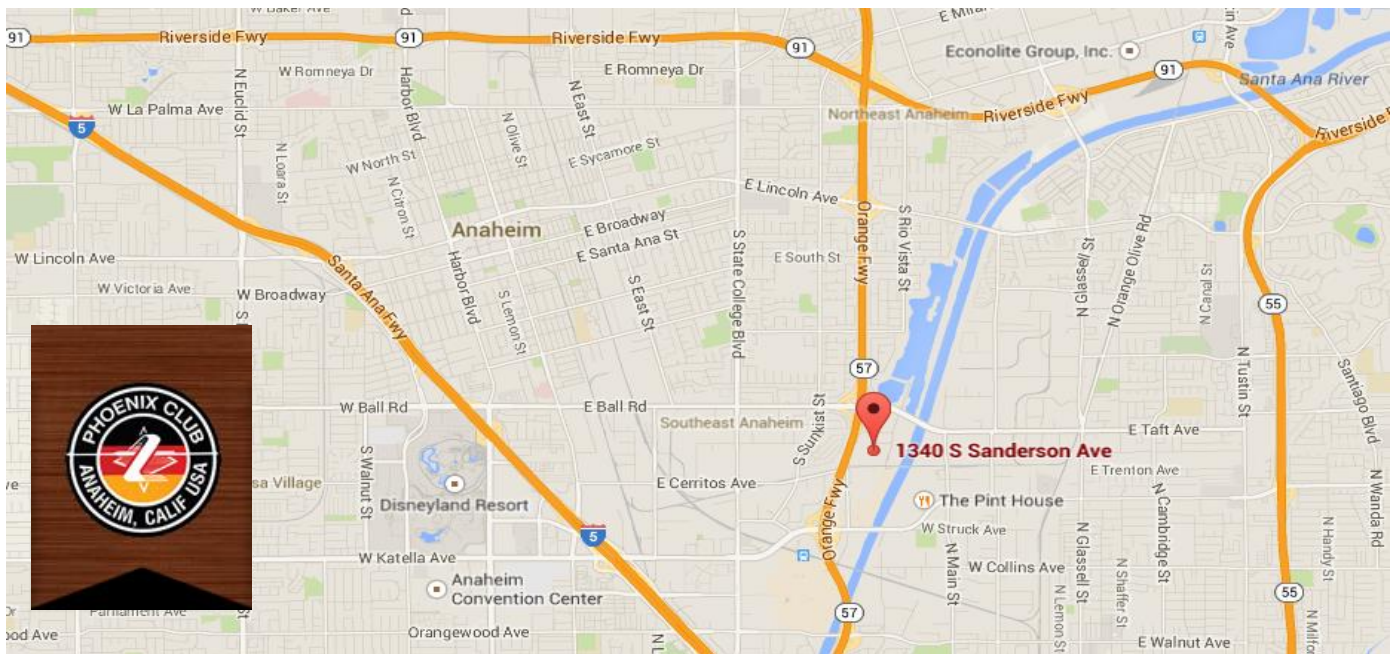 W Baker Ave
E Mira
91
Riverside Fwy
91
Riverside Fwy
91
Econolite Group, Inc.
91
Santa Ana River
W Romneya Dr
E Romneya Dr
N Euclid St
Harbor Blvd
N East St
W La Palma Ave
5
Northeast Anaheim
Riverside Fwy
Riverside F
N Loara St
W North St
N Olive St
E Sycamore St
N Citron St
E Lincoln Ave
Orange Fwy
S Rio Vista St
Anaheim
E Broadway
E Santa Ana St
S State College Blvd
E South St
N Glassell St
N Orange Olive Rd
N Canal St
W Lincoln Ave
Santa Ana Fwy
Harbor Blvd
S Lemon St
S East St
W Victoria Ave
W Broadway
55
57
N Tustin St
Santiago Blvd
W Ball Rd
E Ball Rd
Southeast Anaheim
S Sunkist St
E Taft Ave
1340 S Sanderson Ave
PHOENIX CLUB
ANAHEIM, CALIF USA
S Walnut St
Disneyland Resort
E Cerritos Ave
E Trenton Ave
The Pint House
Orange Fwy
W Struck Ave
N Main St
N Glassell St
N Cambridge St
N Wanda Rd
N Handy St
5
W Katella Ave
W Collins Ave
N Shaffer St
N Lemon St
Anaheim
Convention Center
57
55
Orangewood Ave
E Walnut Ave